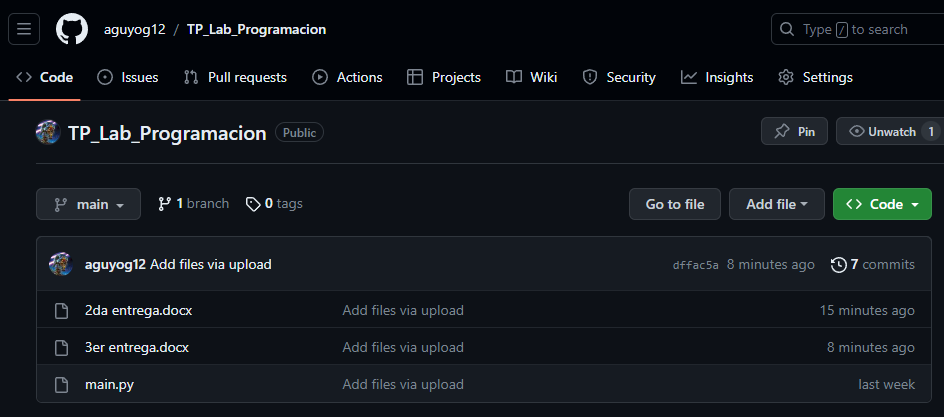 aguyog12 / TP_Lab_Programacion Type / to search
Code Issues Pull requests Actions Projects Wiki Security Insights Settings
TP_Lab_Programacion Public Pin Unwatch 1
main 1 branch 0 tags Go to file Add file Code
aguyog12 Add files via upload dffac5a 8 minutes ago 7 commits
2da entrega.docx Add files via upload 15 minutes ago
3er entrega.docx Add files via upload 8 minutes ago
main.py Add files via upload last week